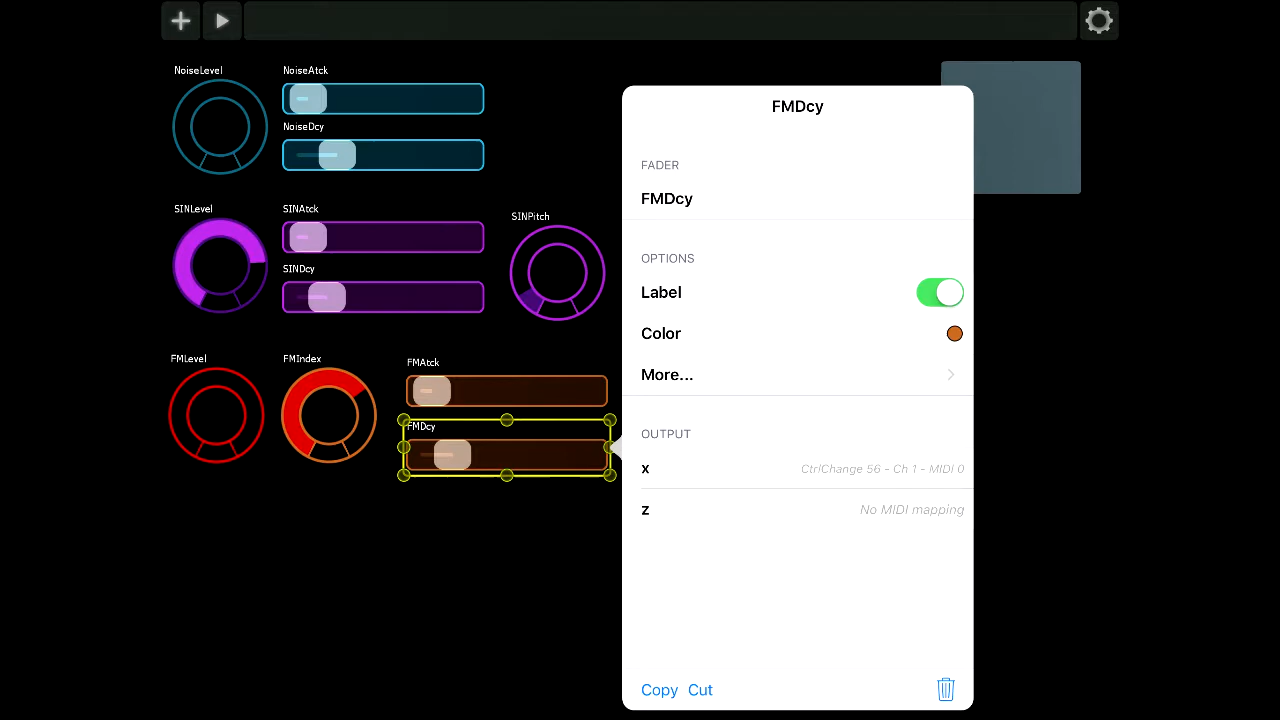 NoiseLevel
NoiseAtck
NoiseDcy
SINLevel
SINAtck
SINDcy
SINPitch
FMLevel
FMIndex
FMAtck
FMDcy
FMDcy
FADER
FMDcy
OPTIONS
Label
Color
More...
OUTPUT
x CtrlChange 56 - Ch 1 - MIDI 0
z No MIDI mapping
Copy Cut